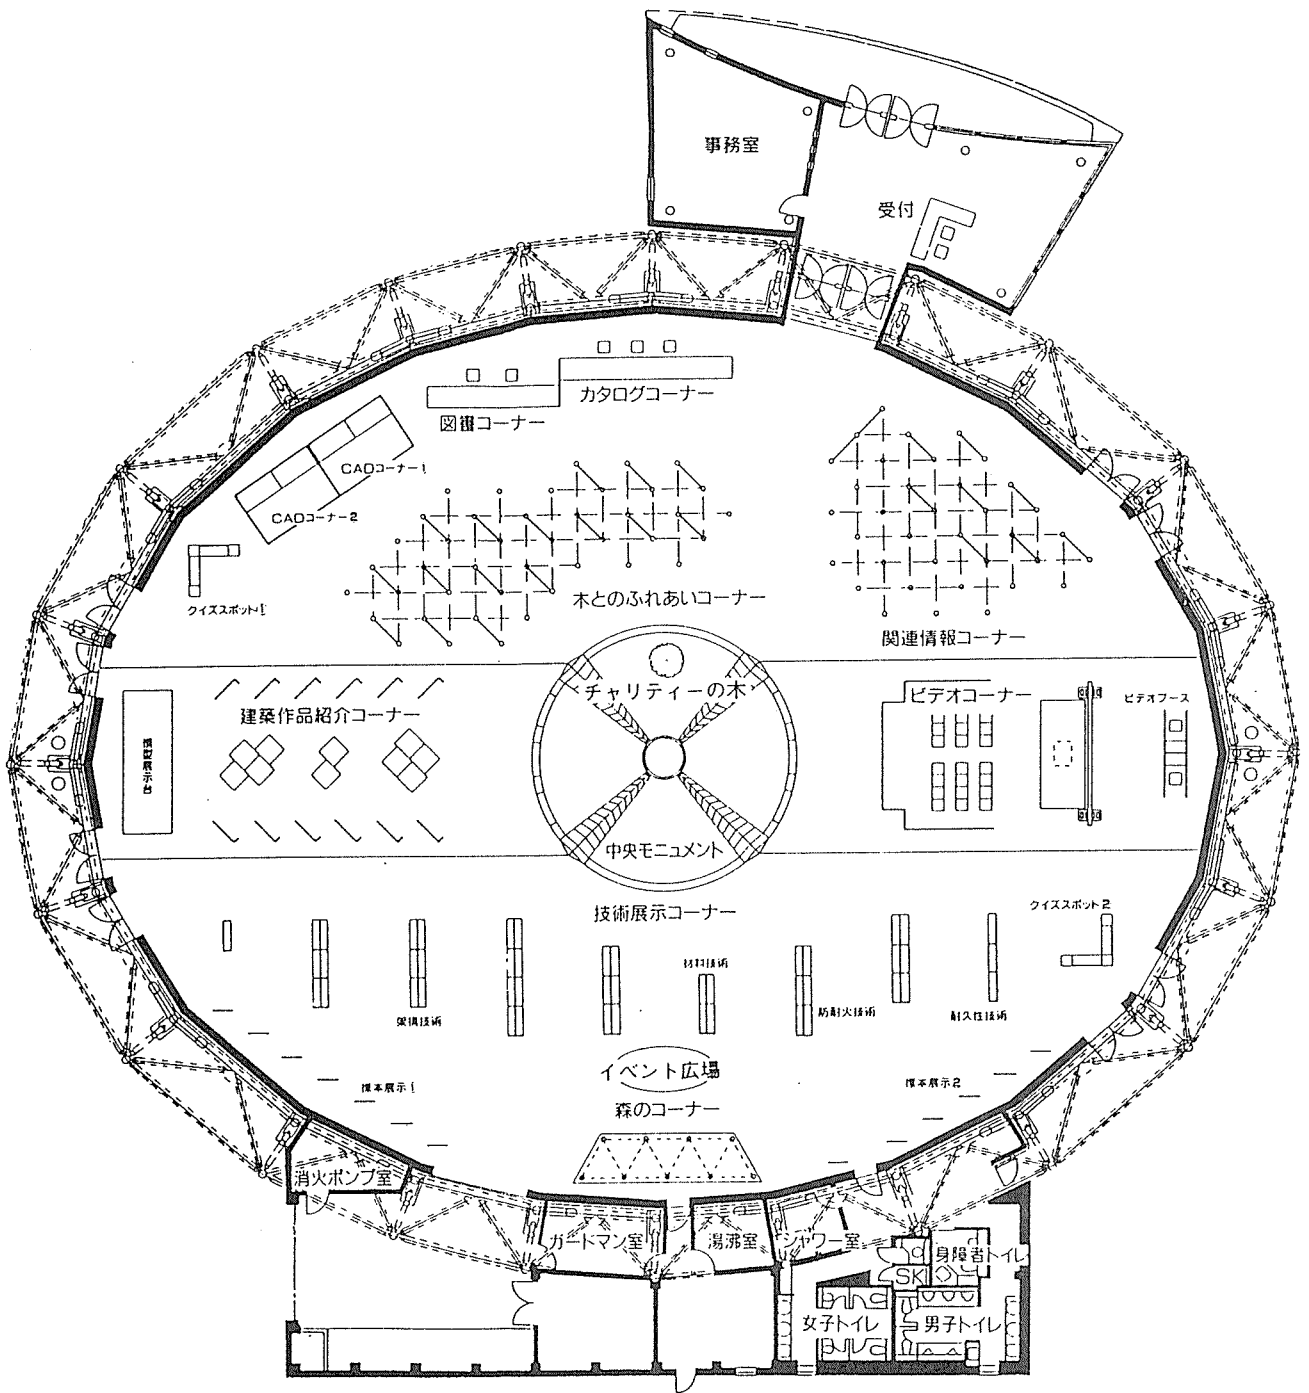 事務室
受付
カタログコーナー
図書コーナー
CADコーナー1
CADコーナー2
クイズスポット1
木とのふれあいコーナー
関連情報コーナー
チャリティーの木
建築作品紹介コーナー
ビデオコーナー
ビデオブース
模型展示台
中央モニュメント
技術展示コーナー
クイズスポット2
材料技術
架構技術
防耐火技術
耐久性技術
イベント広場
標本展示1
標本展示2
森のコーナー
消火ポンプ室
ガードマン室
湯沸室
シャワー室
身障者トイレ
SK
女子トイレ
男子トイレ